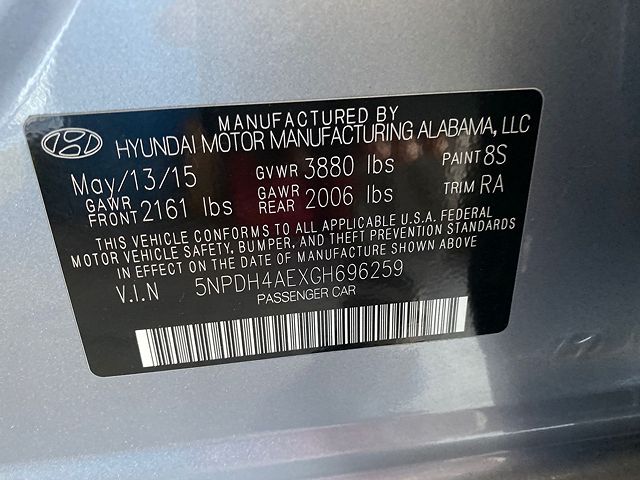 MANUFACTURED BY
HYUNDAI MOTOR MANUFACTURING ALABAMA, LLC
May/13/15 GVWR 3880 lbs PAINT 8S
GAWR FRONT 2161 lbs GAWR REAR 2006 lbs TRIM RA
THIS VEHICLE CONFORMS TO ALL APPLICABLE U.S.A. FEDERAL
MOTOR VEHICLE SAFETY, BUMPER, AND THEFT PREVENTION STANDARDS
IN EFFECT ON THE DATE OF MANUFACTURE SHOWN ABOVE
V.I.N 5NPDH4AEXGH696259
PASSENGER CAR